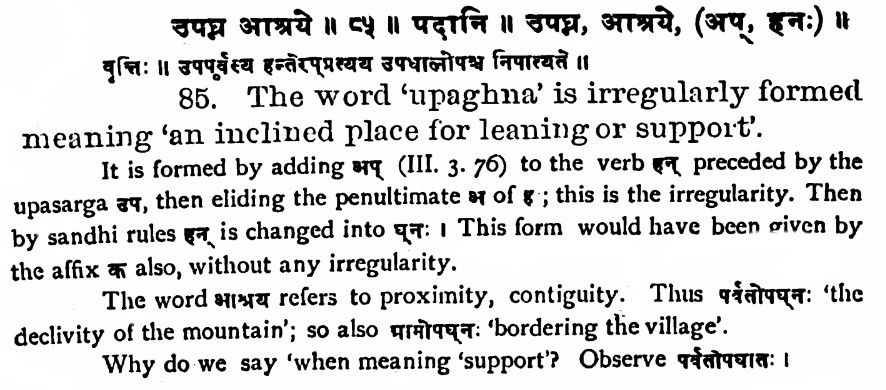 उपघ्न आश्रये ॥ ८५ ॥ पदानि ॥ उपघ्न, आश्रये, (अप्, हनः) ॥
वृत्तिः ॥ उपपूर्वस्य हन्तेरप्प्रत्यय उपधालोपश्च निपात्यते ॥
85. The word ‘upaghna’ is irregularly formed
meaning ‘an inclined place for leaning or support’.
It is formed by adding अप् (III. 3. 76) to the verb हन् preceded by the
upasarga उप, then eliding the penultimate अ of ह ; this is the irregularity. Then
by sandhi rules हन् is changed into घ्नः । This form would have been given by
the affix क also, without any irregularity.
The word आश्रय refers to proximity, contiguity. Thus पर्वतोपघ्नः ‘the
declivity of the mountain’; so also ग्रामोपघ्नः ‘bordering the village’.
Why do we say ‘when meaning ‘support’? Observe पर्वतोपघातः ।